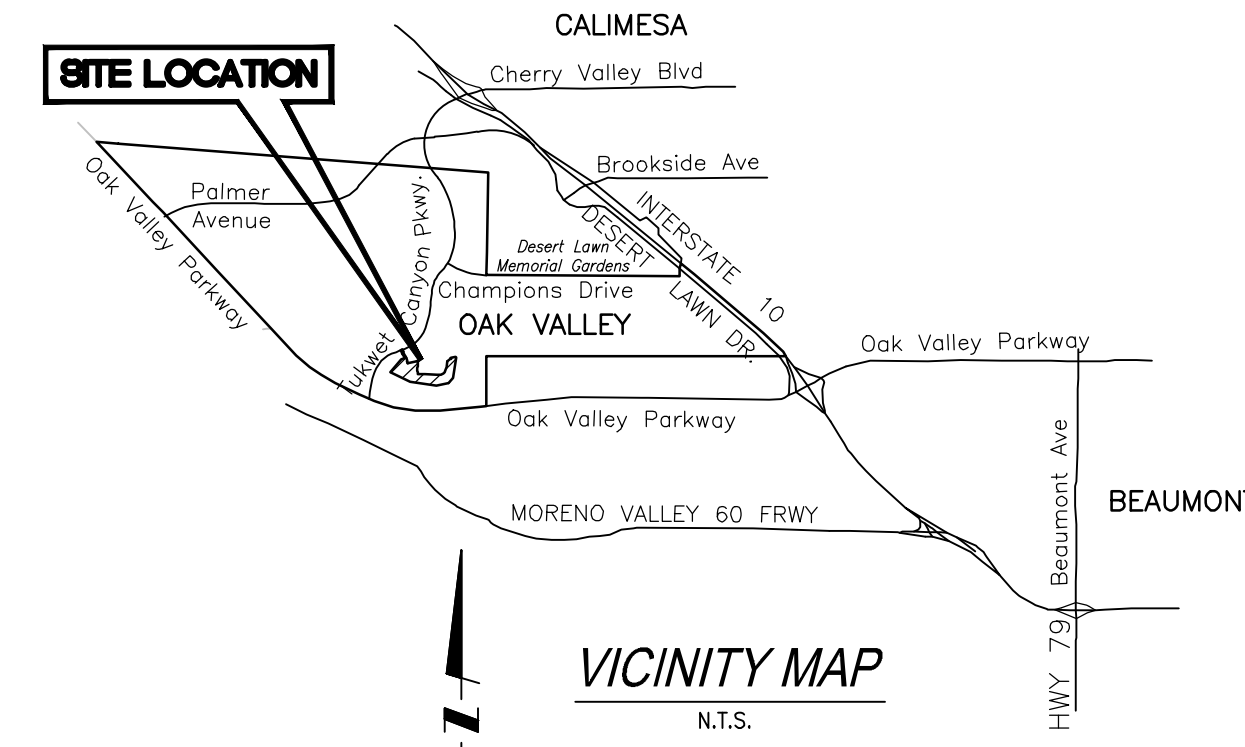 CALIMESA
SITE LOCATION
Cherry Valley Blvd
Brookside Ave
Oak Valley Parkway
Palmer
Avenue
Tukwet Canyon Pkwy.
INTERSTATE 10
DESERT LAWN DR.
Desert Lawn
Memorial Gardens
Champions Drive
OAK VALLEY
Oak Valley Parkway
Oak Valley Parkway
Beaumont Ave
BEAUMONT
MORENO VALLEY 60 FRWY
HWY 79
VICINITY MAP
N.T.S.
N